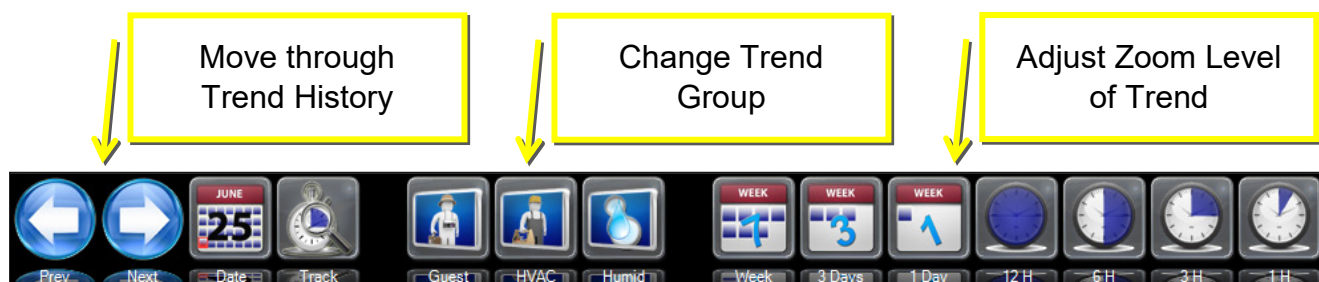 Move through
Trend History
Change Trend
Group
Adjust Zoom Level
of Trend
JUNE
25
WEEK
7
WEEK
3
WEEK
1
Prev Next Date Track Guest HVAC Humid Week 3 Days 1 Day 12 H 6 H 3 H 1 H